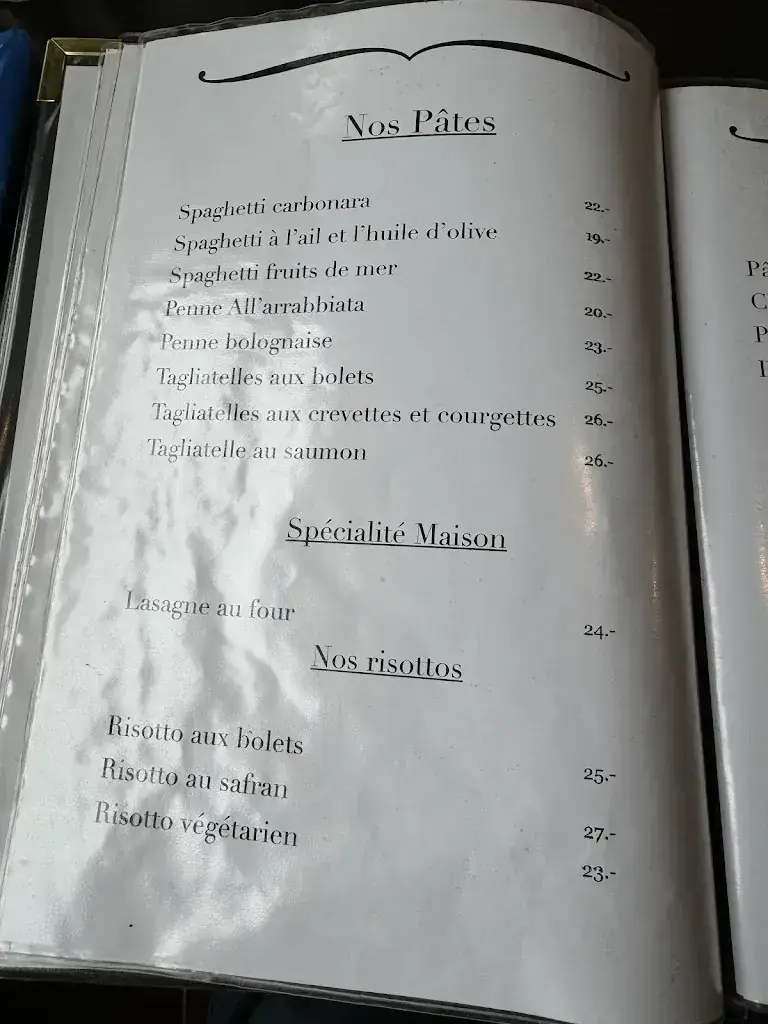 Nos Pâtes
Spaghetti carbonara 22.-
Spaghetti à l'ail et l'huile d'olive 19.-
Spaghetti fruits de mer 22.-
Penne All'arrabbiata 20.-
Penne bolognaise 23.-
Tagliatelles aux bolets 25.-
Tagliatelles aux crevettes et courgettes 26.-
Tagliatelle au saumon 26.-
Spécialité Maison
Lasagne au four 24.-
Nos risottos
Risotto aux bolets 25.-
Risotto au safran 27.-
Risotto végétarien 23.-